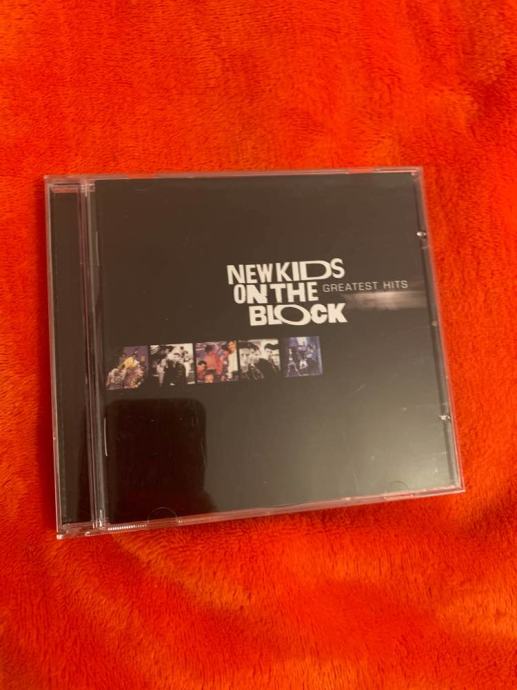 NEW KIDS
ON THE
BLOCK
GREATEST HITS